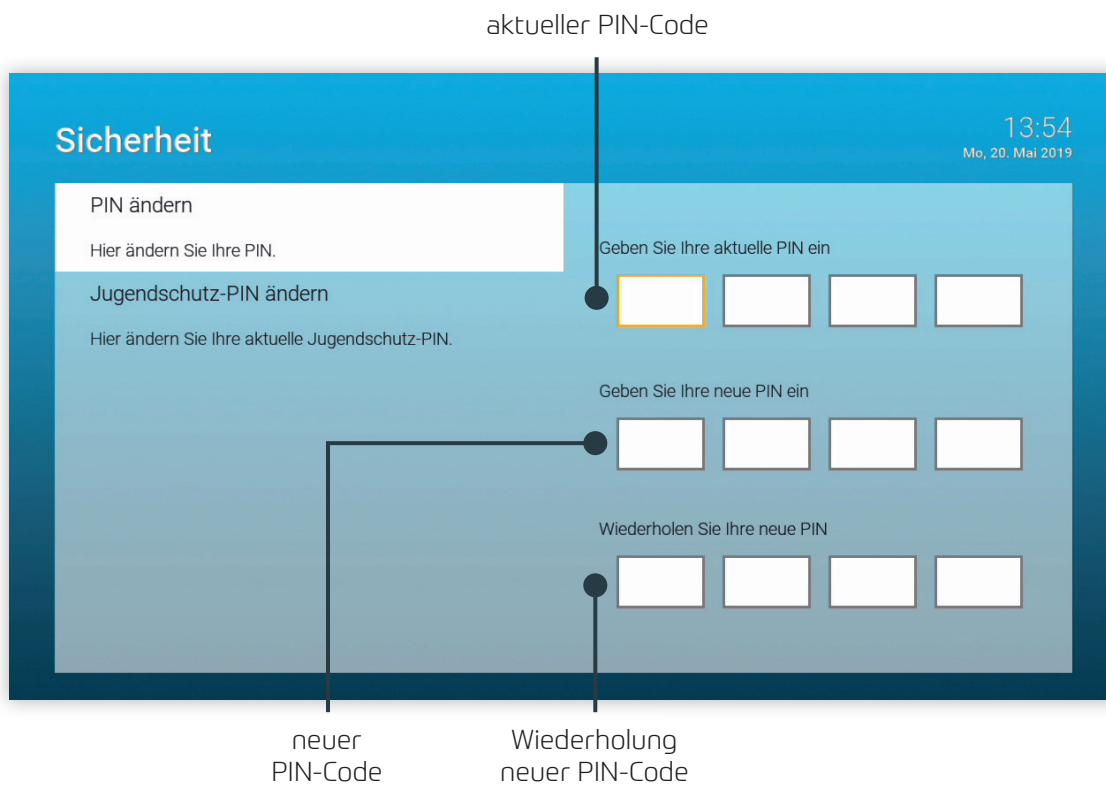 aktueller PIN-Code
Sicherheit
13:54
Mo, 20. Mai 2019
PIN ändern
Hier ändern Sie Ihre PIN.
Jugendschutz-PIN ändern
Hier ändern Sie Ihre aktuelle Jugendschutz-PIN.
Geben Sie Ihre aktuelle PIN ein
Geben Sie Ihre neue PIN ein
Wiederholen Sie Ihre neue PIN
neuer
PIN-Code
Wiederholung
neuer PIN-Code